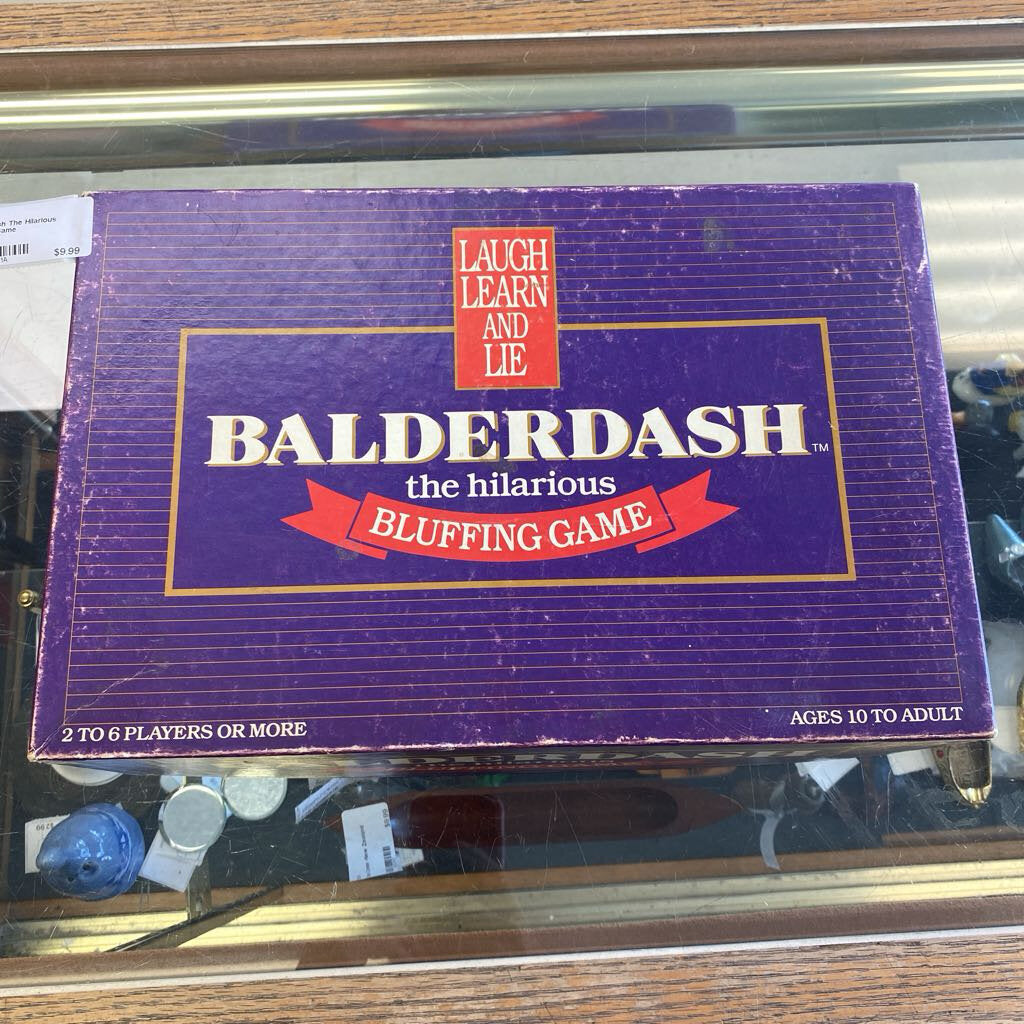 The Hilarious
$9.99
LAUGH
LEARN
AND
LIE
BALDERDASH™
the hilarious
BLUFFING GAME
2 TO 6 PLAYERS OR MORE
AGES 10 TO ADULT